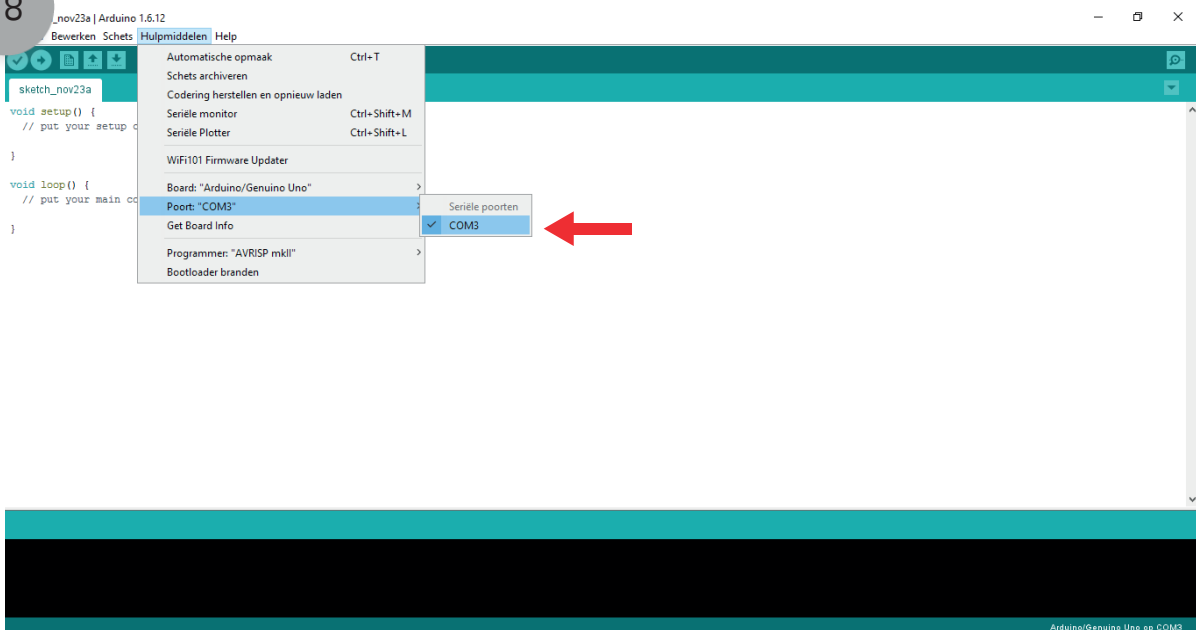 8
_nov23a | Arduino 1.6.12
Bewerken Schets Hulpmiddelen Help
sketch_nov23a
Automatische opmaak Ctrl+T
Schets archiveren
Codering herstellen en opnieuw laden
Seriële monitor Ctrl+Shift+M
Seriële Plotter Ctrl+Shift+L
WiFi101 Firmware Updater
Board: "Arduino/Genuino Uno"
Poort: "COM3"
Get Board Info
Programmer: "AVRISP mkII"
Bootloader branden
Seriële poorten
COM3
void setup() {
// put your setup c
}
void loop() {
// put your main co
}
Arduino/Genuino Uno op COM3